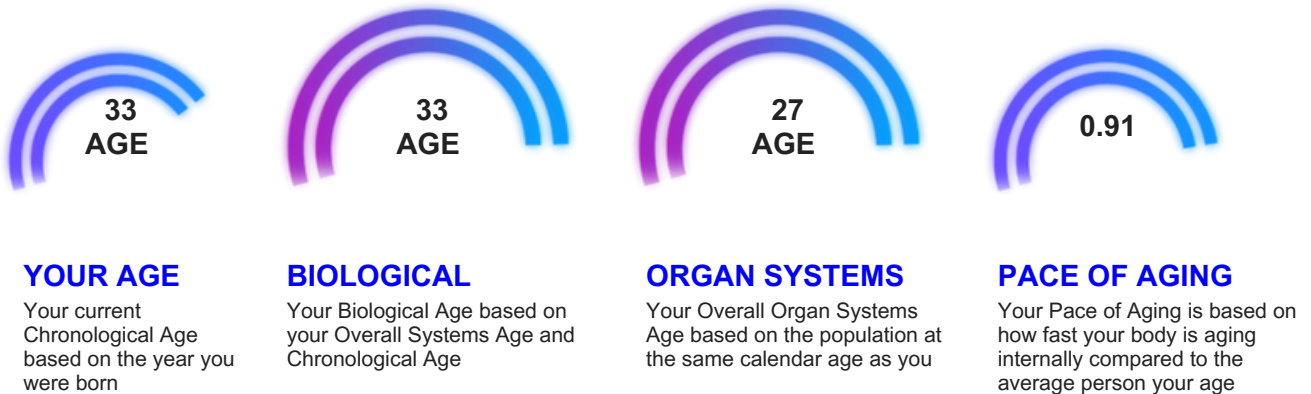 33
AGE
YOUR AGE
Your current
Chronological Age
based on the year you
were born
33
AGE
BIOLOGICAL
Your Biological Age based on
your Overall Systems Age and
Chronological Age
27
AGE
ORGAN SYSTEMS
Your Overall Organ Systems
Age based on the population at
the same calendar age as you
0.91
PACE OF AGING
Your Pace of Aging is based on
how fast your body is aging
internally compared to the
average person your age